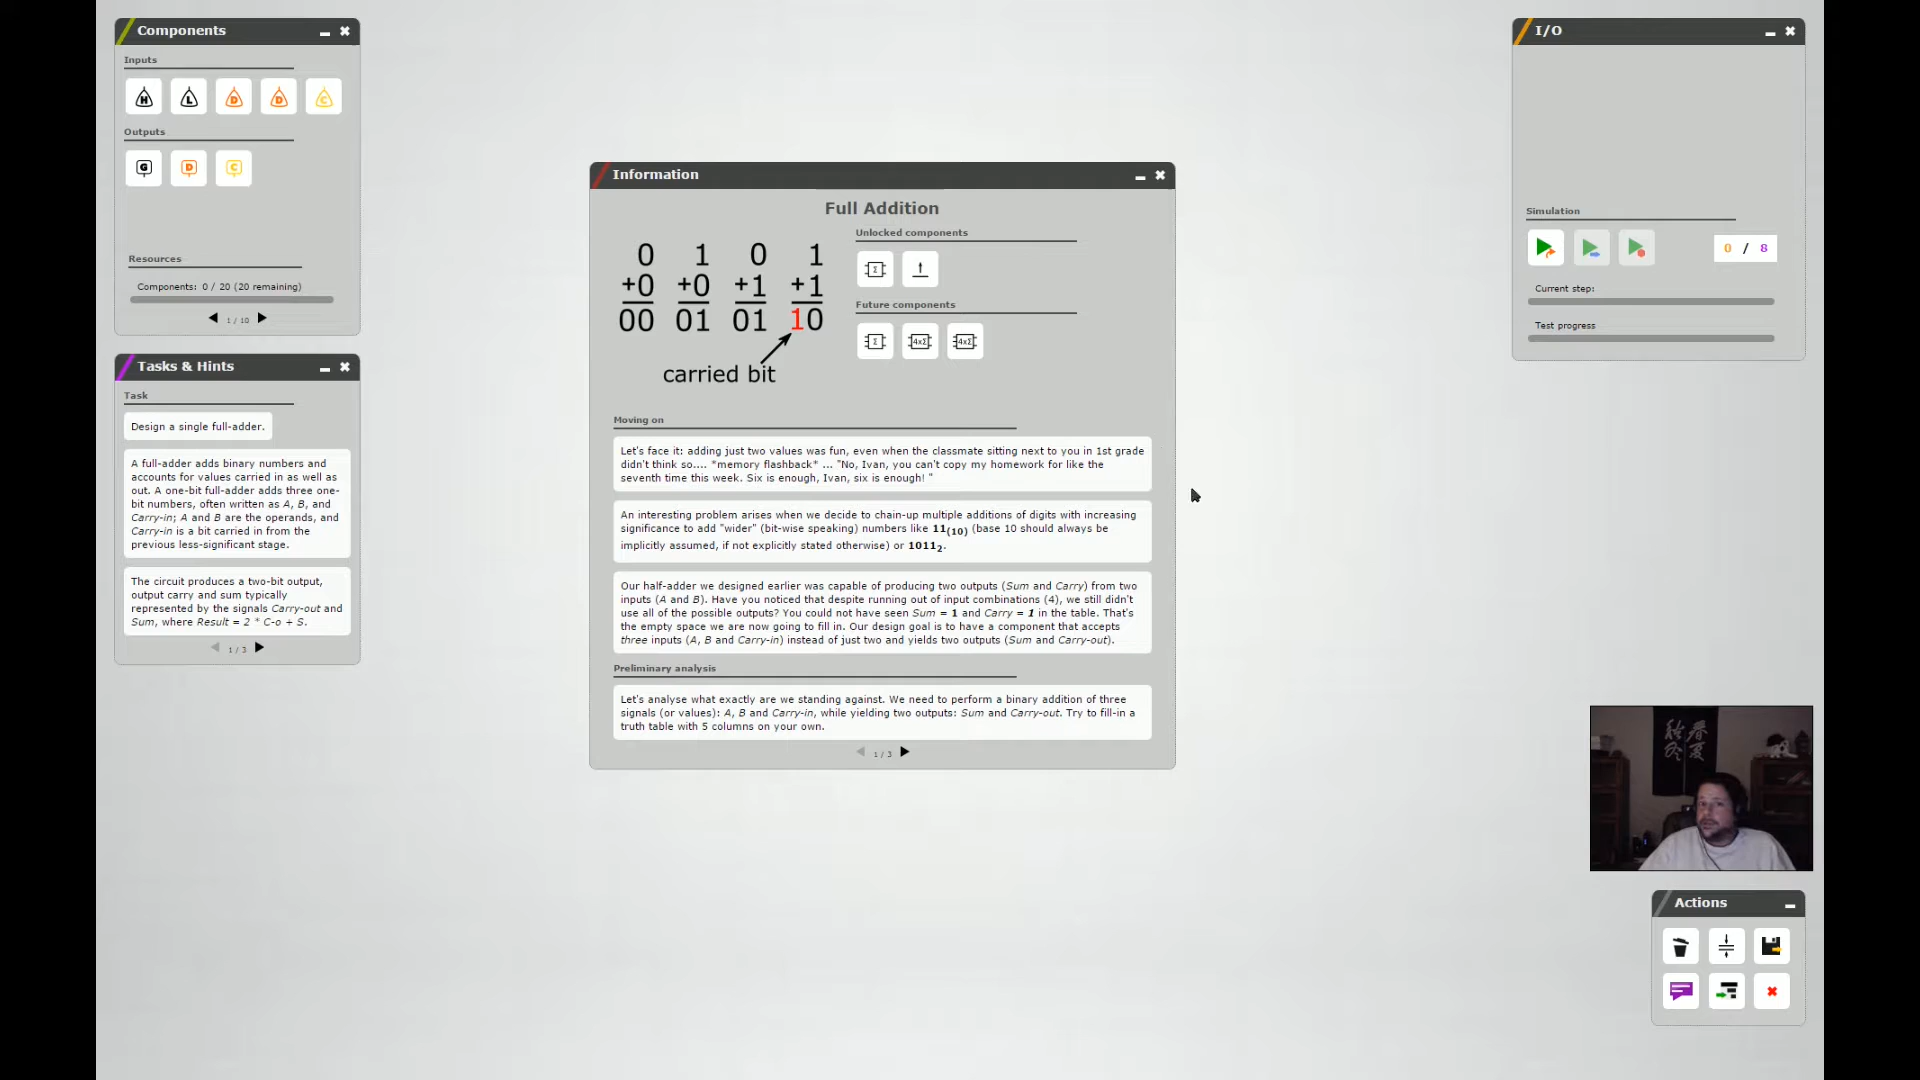 Components
Inputs
H
L
D
D
C
Outputs
G
D
C
Resources
Components: 0 / 20 (20 remaining)
1 / 10
Tasks & Hints
Task
Design a single full-adder.
A full-adder adds binary numbers and
accounts for values carried in as well as
out. A one-bit full-adder adds three one-
bit numbers, often written as A, B, and
Carry-in; A and B are the operands, and
Carry-in is a bit carried in from the
previous less-significant stage.
The circuit produces a two-bit output,
output carry and sum typically
represented by the signals Carry-out and
Sum, where Result = 2 * C-o + S.
1 / 3
Information
Full Addition
0 1 0 1
+0 +0 +1 +1
00 01 01 10
carried bit
Unlocked components
Σ
Future components
Σ
4xΣ
4xΣ
Moving on
Let's face it: adding just two values was fun, even when the classmate sitting next to you in 1st grade
didn't think so.... *memory flashback* ... "No, Ivan, you can't copy my homework for like the
seventh time this week. Six is enough, Ivan, six is enough! "
An interesting problem arises when we decide to chain-up multiple additions of digits with increasing
significance to add "wider" (bit-wise speaking) numbers like 11(10) (base 10 should always be
implicitly assumed, if not explicitly stated otherwise) or 10112.
Our half-adder we designed earlier was capable of producing two outputs (Sum and Carry) from two
inputs (A and B). Have you noticed that despite running out of input combinations (4), we still didn't
use all of the possible outputs? You could not have seen Sum = 1 and Carry = 1 in the table. That's
the empty space we are now going to fill in. Our design goal is to have a component that accepts
three inputs (A, B and Carry-in) instead of just two and yields two outputs (Sum and Carry-out).
Preliminary analysis
Let's analyse what exactly are we standing against. We need to perform a binary addition of three
signals (or values): A, B and Carry-in, while yielding two outputs: Sum and Carry-out. Try to fill-in a
truth table with 5 columns on your own.
1 / 3
I/O
Simulation
0 / 8
Current step:
Test progress
Actions